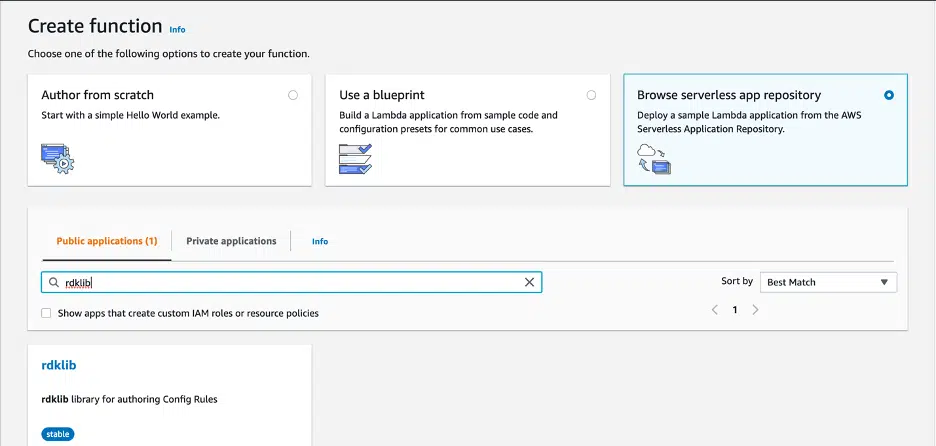 Create function Info
Choose one of the following options to create your function.
Author from scratch
Start with a simple Hello World example.
Use a blueprint
Build a Lambda application from sample code and
configuration presets for common use cases.
Browse serverless app repository
Deploy a sample Lambda application from the AWS
Serverless Application Repository.
Public applications (1)
Private applications
Info
rdklib
Sort by
Best Match
Show apps that create custom IAM roles or resource policies
1
rdklib
rdklib library for authoring Config Rules
stable